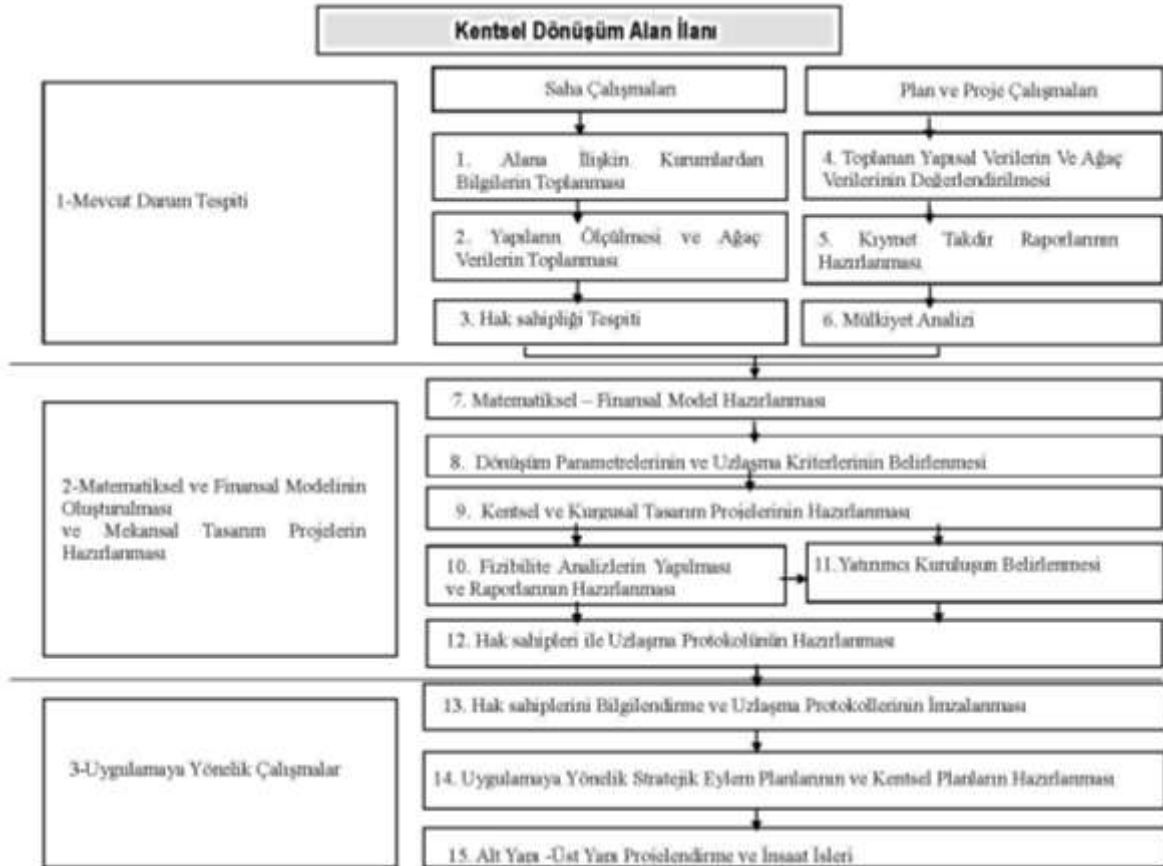 Kentsel Dönüşüm Alan İlanı
1-Mevcut Durum Tespiti
Saha Çalışmaları
1. Alana İlişkin Kurumlardan
Bilgilerin Toplanması
2. Yapıların Ölçülmesi ve Ağaç
Verilerin Toplanması
3. Hak sahipliği Tespiti
Plan ve Proje Çalışmaları
4. Toplanan Yapısal Verilerin Ve Ağaç
Verilerinin Değerlendirilmesi
5. Kıymet Takdir Raporlarının
Hazırlanması
6. Mülkiyet Analizi
2-Matematiksel ve Finansal Modelinin
Oluşturulması
ve Mekansal Tasarım Projelerin
Hazırlanması
7. Matematiksel – Finansal Model Hazırlanması
8. Dönüşüm Parametrelerinin ve Uzlaşma Kriterlerinin Belirlenmesi
9. Kentsel ve Kurgusal Tasarım Projelerinin Hazırlanması
10. Fizibilite Analizlerin Yapılması
ve Raporlarının Hazırlanması
11.Yatırımcı Kuruluşun Belirlenmesi
12. Hak sahipleri ile Uzlaşma Protokolünün Hazırlanması
3-Uygulamaya Yönelik Çalışmalar
13. Hak sahiplerini Bilgilendirme ve Uzlaşma Protokollerinin İmzalanması
14. Uygulamaya Yönelik Stratejik Eylem Planlarının ve Kentsel Planların Hazırlanması
15. Alt Yapı -Üst Yapı Projelendirme ve İnşaat İşleri